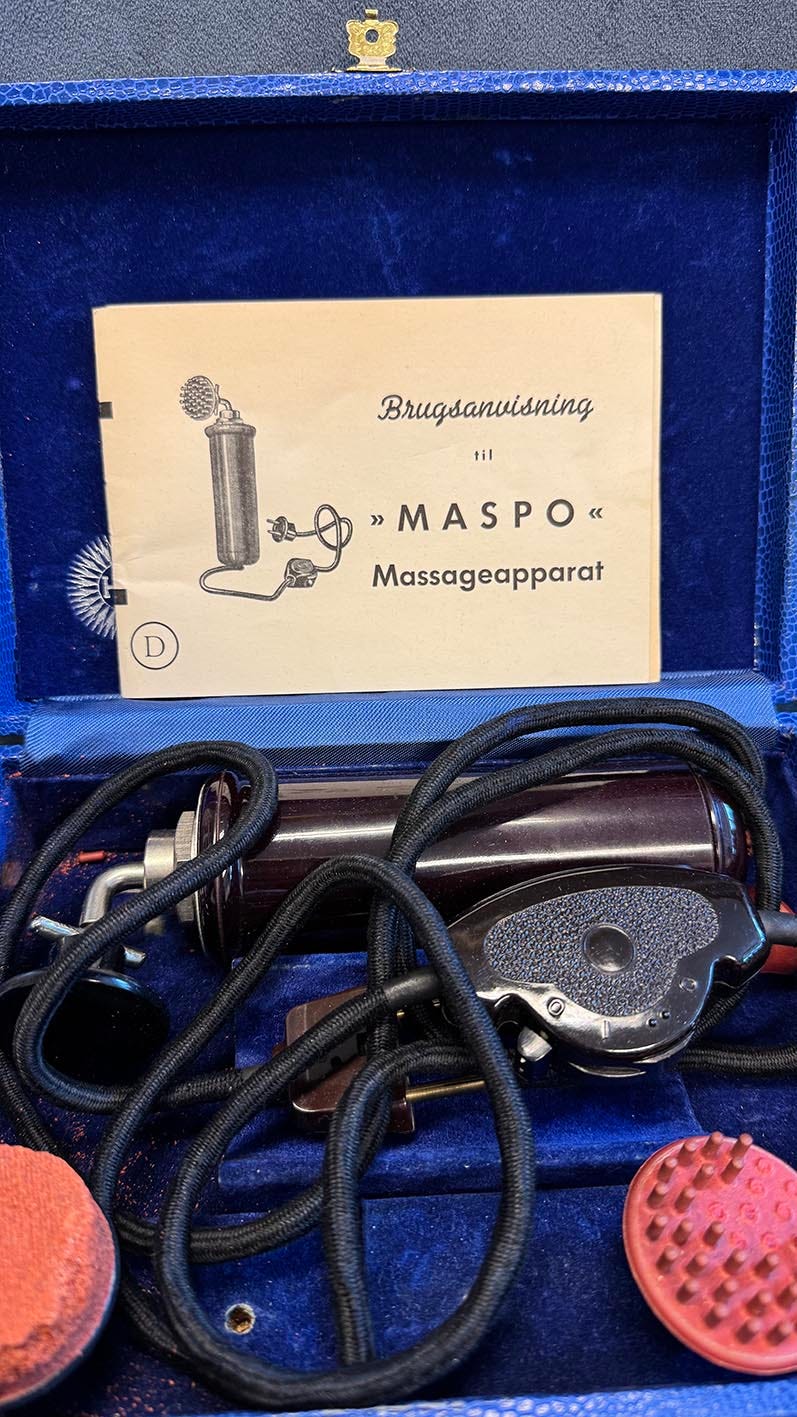 Brugsanvisning
til
» MASPO «
Massageapparat
D
O I O